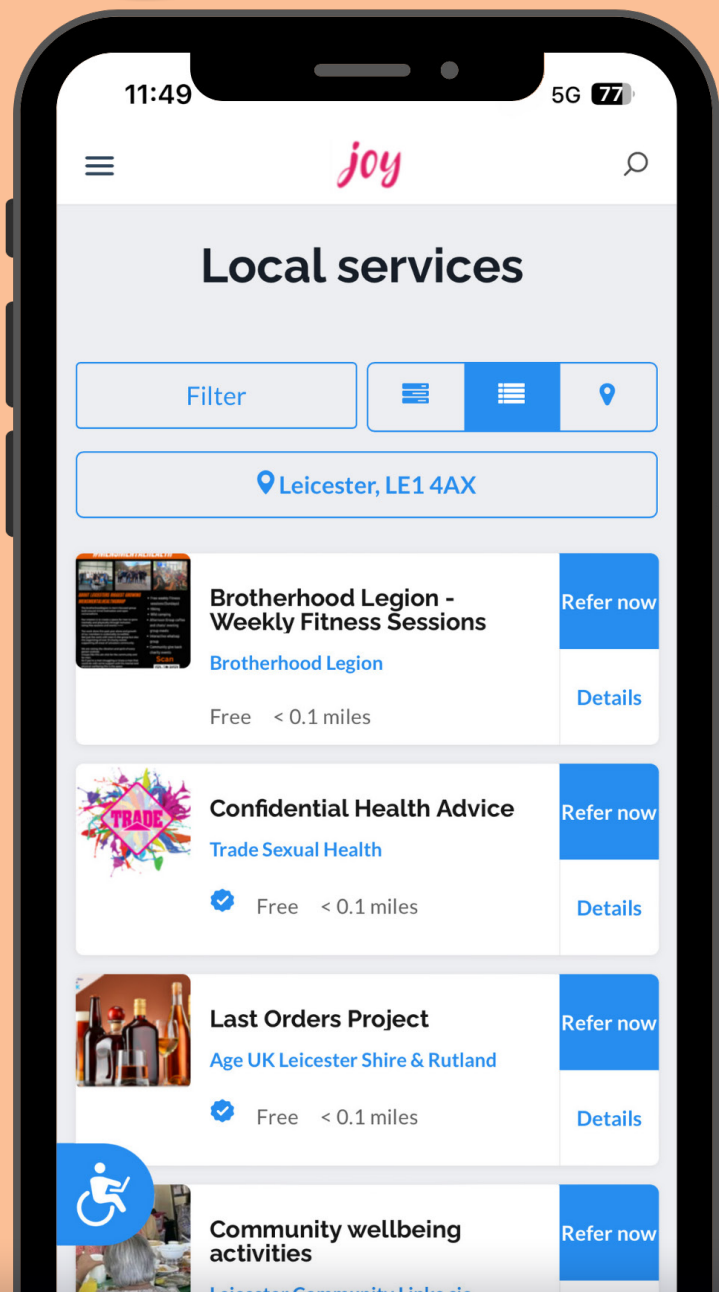 11:49
5G 77
joy
Local services
Filter
Leicester, LE1 4AX
Scan
Brotherhood Legion -
Weekly Fitness Sessions
Refer now
Brotherhood Legion
Details
Free < 0.1 miles
TRADE
Confidential Health Advice
Refer now
Trade Sexual Health
Free < 0.1 miles
Details
Last Orders Project
Refer now
Age UK Leicester Shire & Rutland
Free < 0.1 miles
Details
Community wellbeing
activities
Refer now